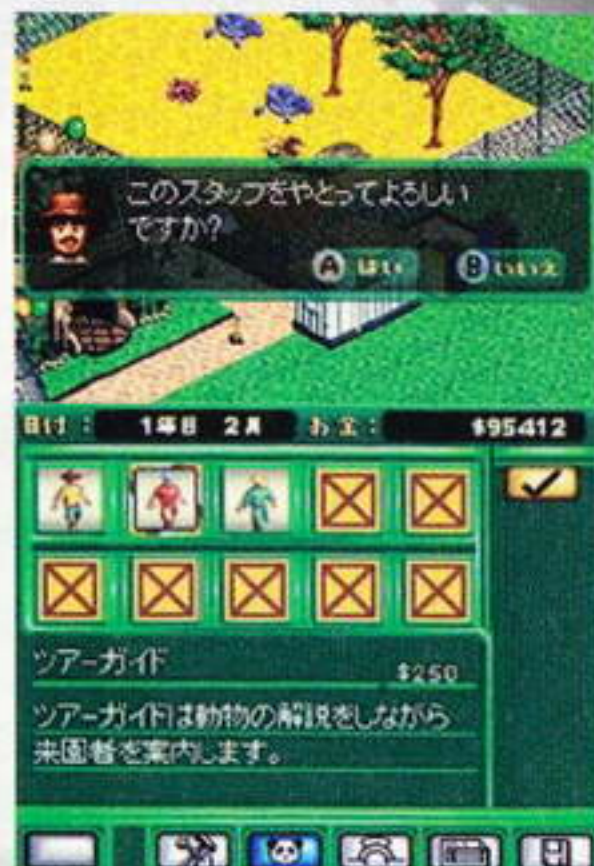 このスタッフをやとってよろしい
ですか?
A はい B いいえ
日付: 1年目 2月 お金: $95412
ツアーガイド $250
ツアーガイドは動物の解説をしながら
来園者を案内します。